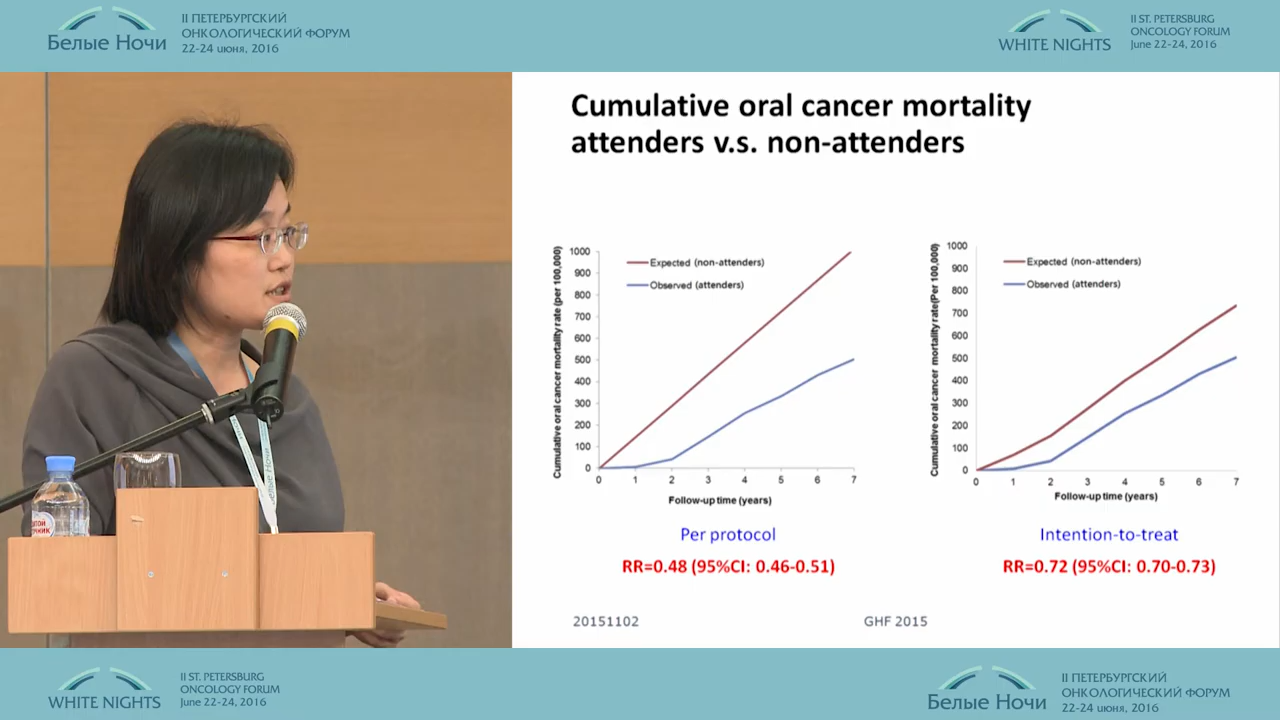 II ПЕТЕРБУРГСКИЙ
ОНКОЛОГИЧЕСКИЙ ФОРУМ
Белые Ночи
22-24 июня, 2016
II ST. PETERSBURG
ONCOLOGY FORUM
WHITE NIGHTS
June 22-24, 2016
Cumulative oral cancer mortality
attenders v.s. non-attenders
Cumulative oral cancer mortality rate (per 100,000)
1000
900
800
700
600
500
400
300
200
100
0
Expected (non-attenders)
Observed (attenders)
0 1 2 3 4 5 6 7
Follow-up time (years)
Per protocol
RR=0.48 (95%CI: 0.46-0.51)
Cumulative oral cancer mortality rate(Per 100,000)
1000
900
800
700
600
500
400
300
200
100
0
Expected (non-attenders)
Observed (attenders)
0 1 2 3 4 5 6 7
Follow-up time (years)
Intention-to-treat
RR=0.72 (95%CI: 0.70-0.73)
20151102
GHF 2015
Белые Ночи
II ST. PETERSBURG
ONCOLOGY FORUM
WHITE NIGHTS
June 22-24, 2016
II ПЕТЕРБУРГСКИЙ
ОНКОЛОГИЧЕСКИЙ ФОРУМ
Белые Ночи
22-24 июня, 2016